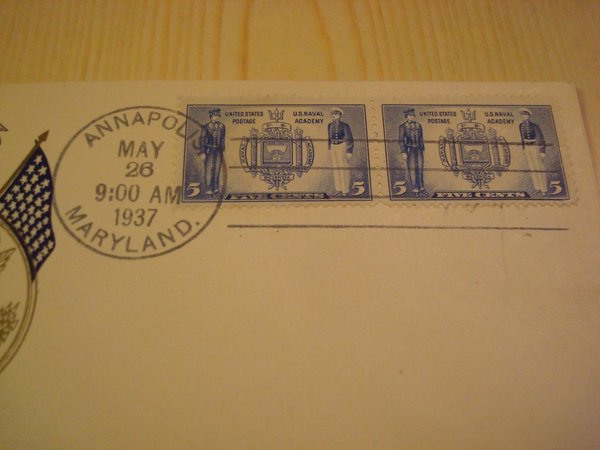 ANNAPOLIS
MAY
26
9:00 AM
1937
MARYLAND.
UNITED STATES
POSTAGE
U.S. NAVAL
ACADEMY
5 FIVE CENTS 5
UNITED STATES
POSTAGE
U.S. NAVAL
ACADEMY
5 FIVE CENTS 5